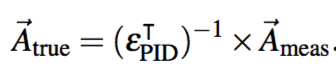 A⃗_true = (ε_PID^⊤)^−1 × A⃗_meas.